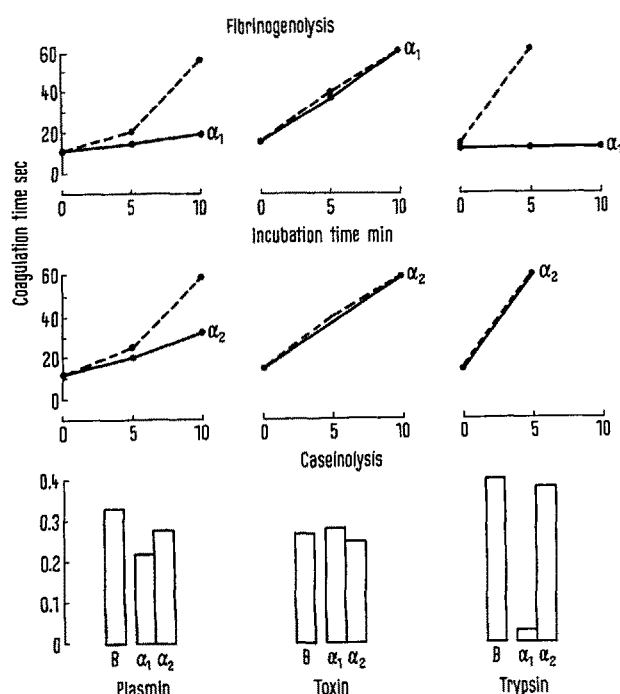 Fibrinogenolysis
Coagulation time sec
60
40
20
0
α1
0 5 10
α1
0 5 10
α1
0 5 10
Incubation time min
60
40
20
0
α2
0 5 10
α2
0 5 10
α2
0 5 10
Caseinolysis
0.4
0.3
0.2
0.1
0
B α1 α2
B α1 α2
B α1 α2
Plasmin Toxin Trypsin